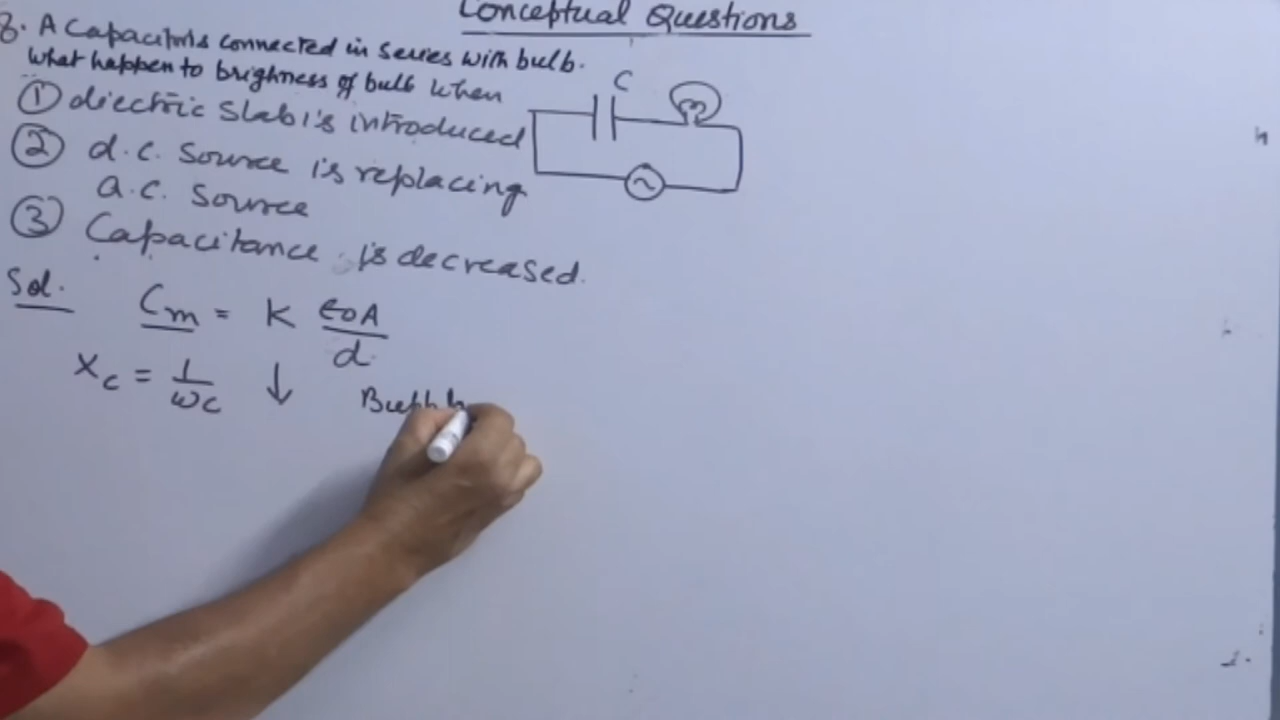 Conceptual Questions
8. A Capacitor is connected in series with bulb.
What happen to brightness of bulb when
① diectric Slab is introduced
② d.c. Source is replacing
a.c. Source
③ Capacitance is decreased.
C
~
Sol. Cm = K ε0A/d
Xc = 1/ωc ↓